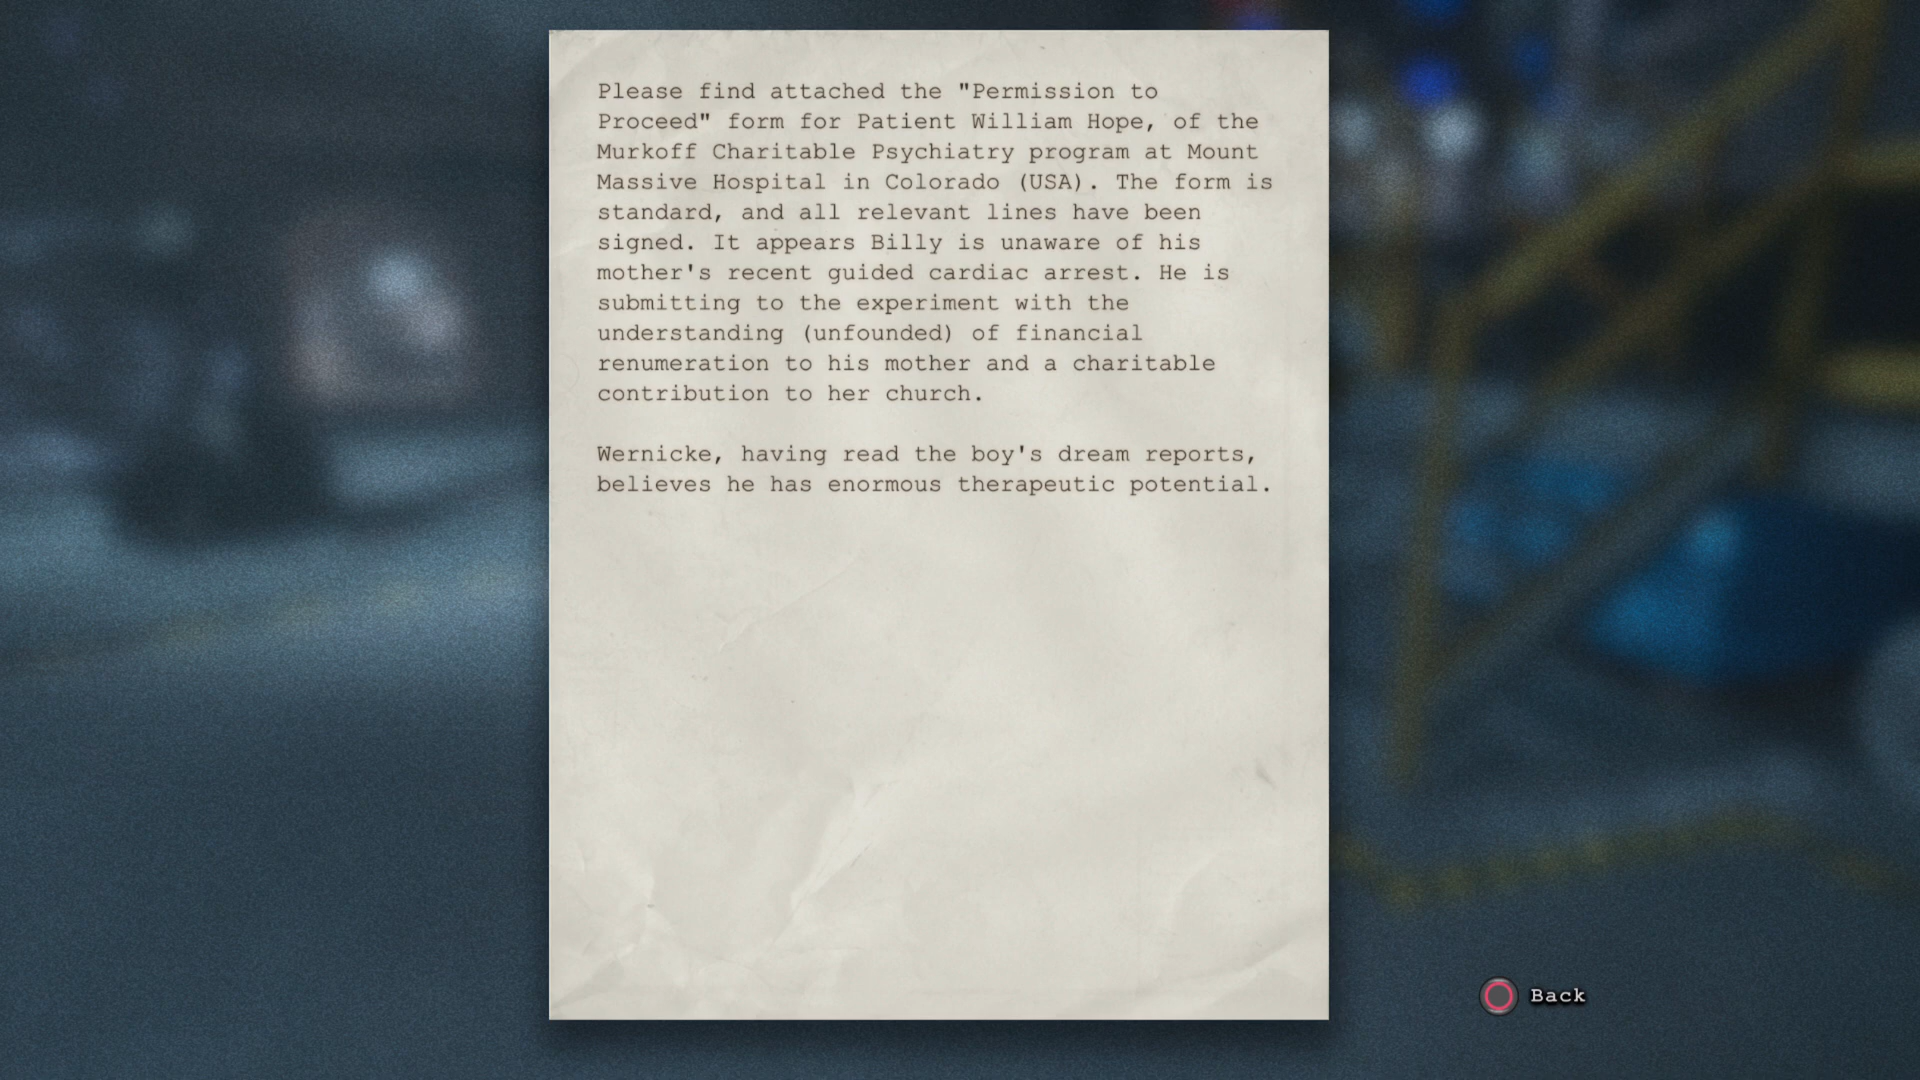 Please find attached the "Permission to
Proceed" form for Patient William Hope, of the
Murkoff Charitable Psychiatry program at Mount
Massive Hospital in Colorado (USA). The form is
standard, and all relevant lines have been
signed. It appears Billy is unaware of his
mother's recent guided cardiac arrest. He is
submitting to the experiment with the
understanding (unfounded) of financial
renumeration to his mother and a charitable
contribution to her church.
Wernicke, having read the boy's dream reports,
believes he has enormous therapeutic potential.
Back